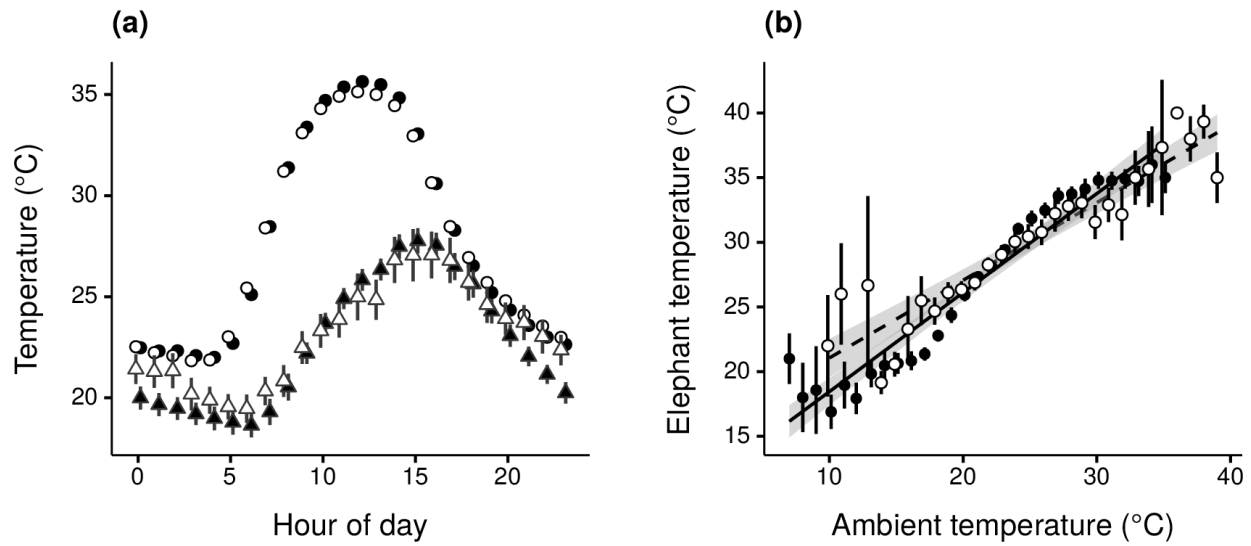 (a)
Temperature (°C)
35
30
25
20
0 5 10 15 20
Hour of day
(b)
Elephant temperature (°C)
40
35
30
25
20
15
10 20 30 40
Ambient temperature (°C)